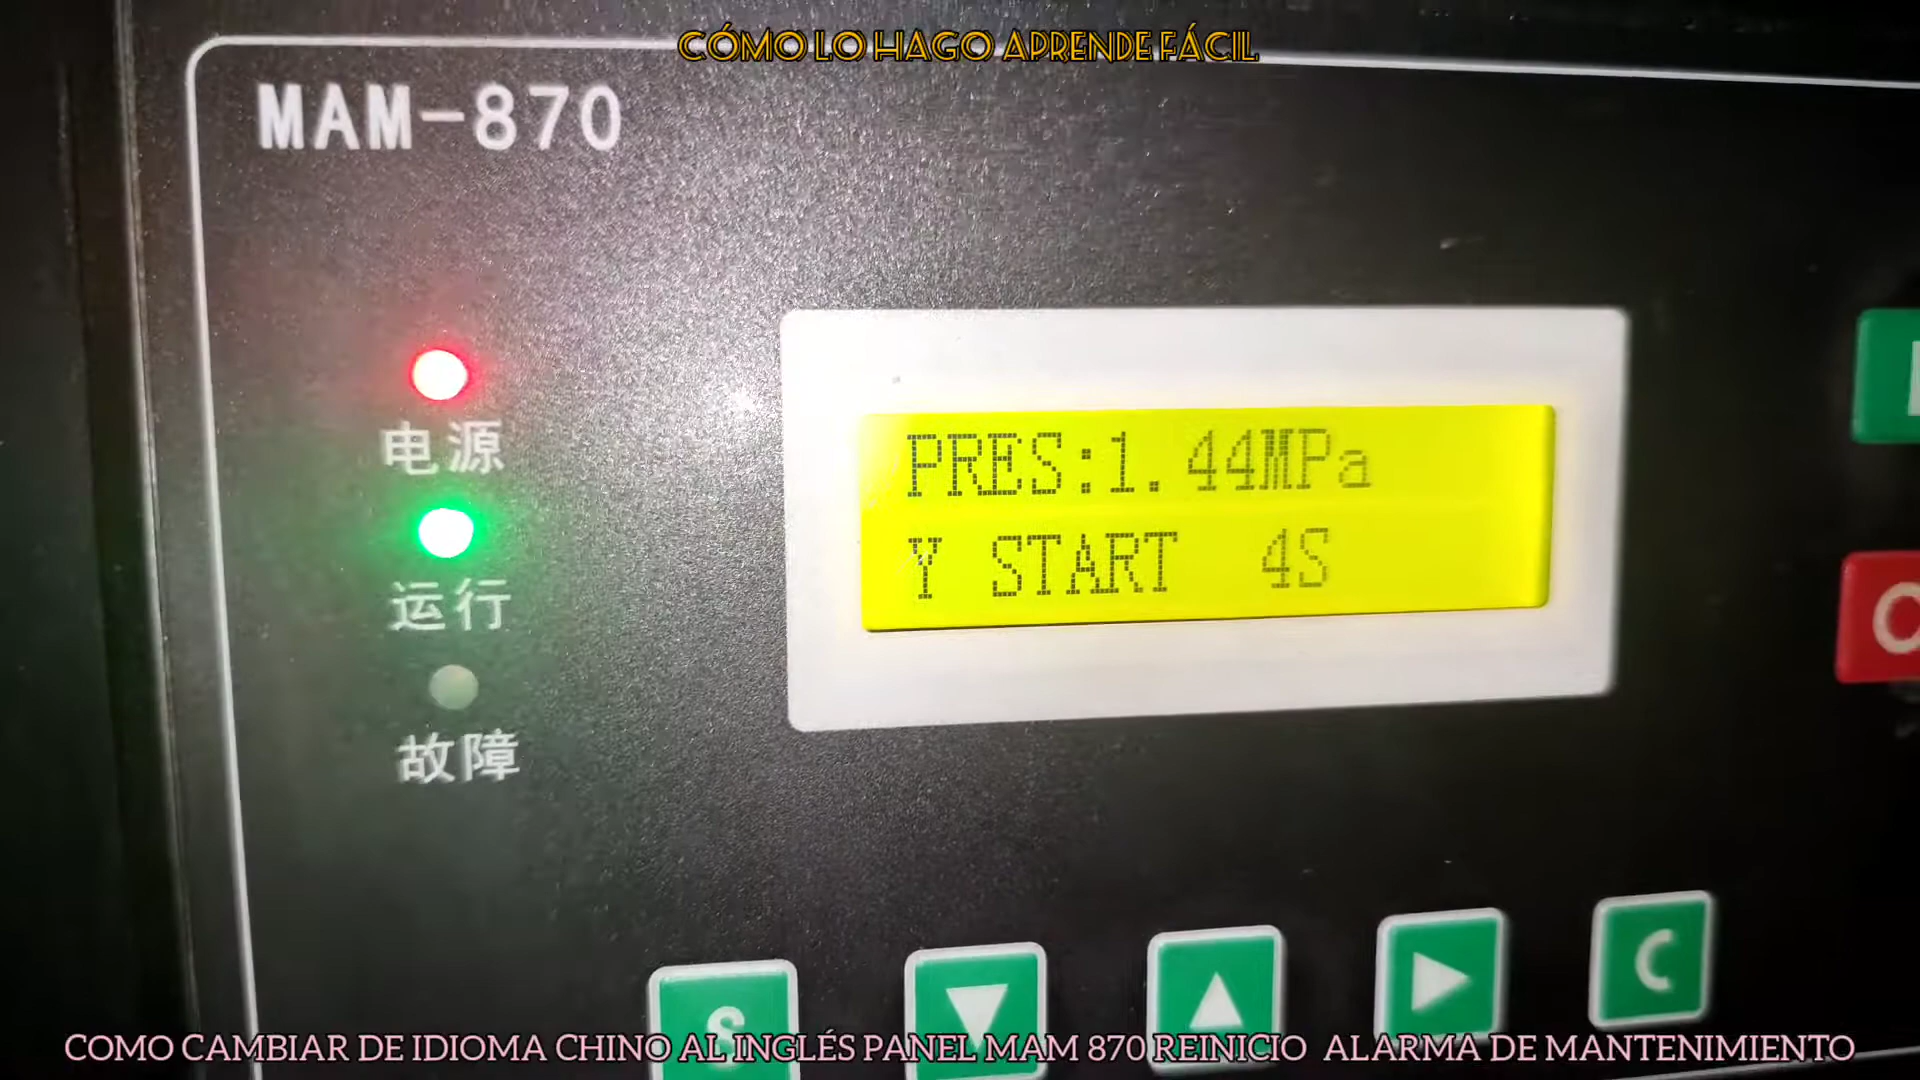 CÓMO LO HAGO APRENDE FÁCIL
MAM-870
电源
运行
故障
PRES:1.44MPa
Y START 4S
S
C
COMO CAMBIAR DE IDIOMA CHINO AL INGLÉS PANEL MAM 870 REINICIO ALARMA DE MANTENIMIENTO